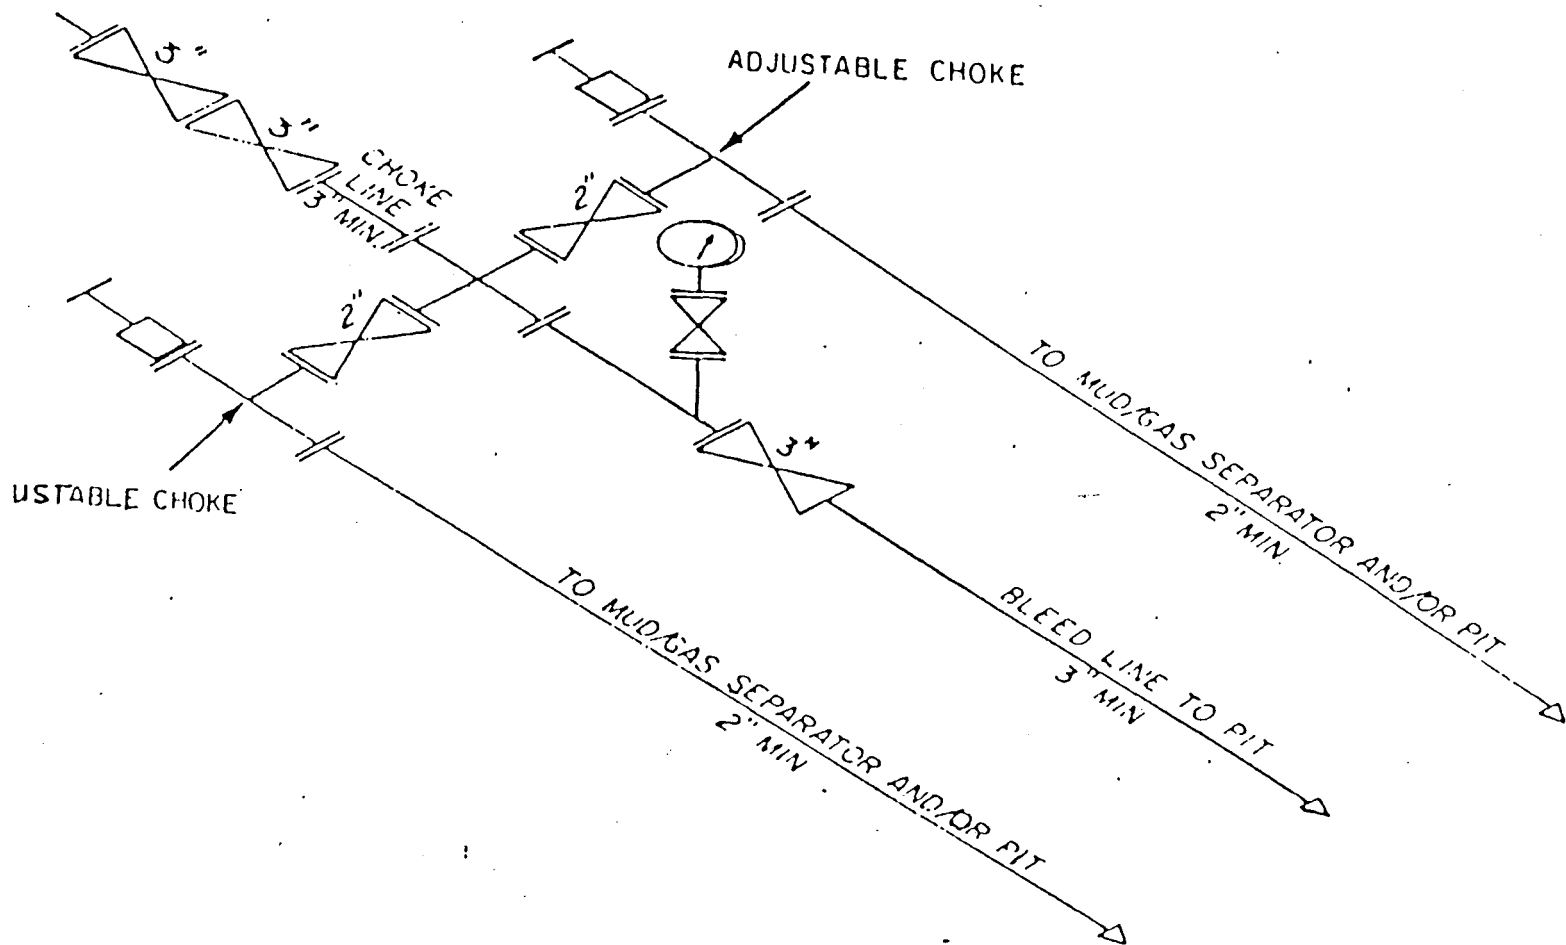 3"
3"
CHOKE
LINE
3" MIN.
ADJUSTABLE CHOKE
2"
2"
USTABLE CHOKE
3"
TO MUD/GAS SEPARATOR AND/OR PIT
2" MIN.
BLEED LINE TO PIT
3" MIN
TO MUD/GAS SEPARATOR AND/OR PIT
2" MIN